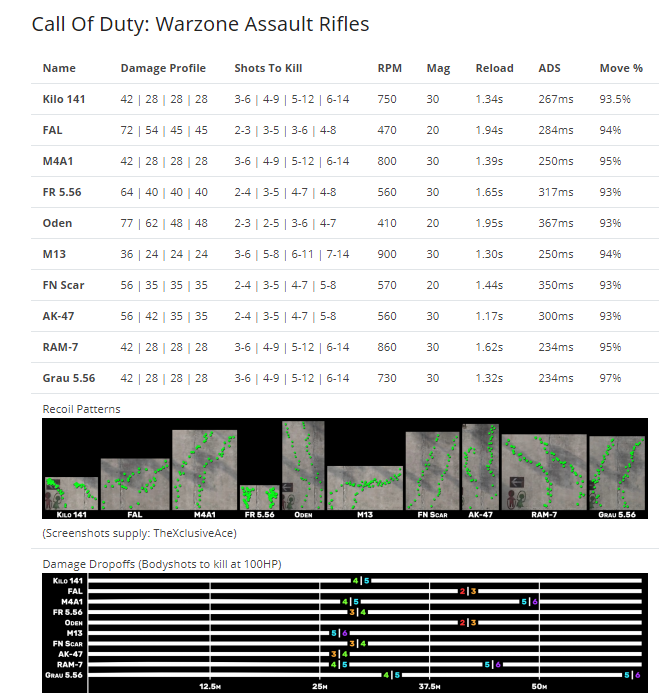 Call Of Duty: Warzone Assault Rifles
Name Damage Profile Shots To Kill RPM Mag Reload ADS Move %
Kilo 141 42 | 28 | 28 | 28 3-6 | 4-9 | 5-12 | 6-14 750 30 1.34s 267ms 93.5%
FAL 72 | 54 | 45 | 45 2-3 | 3-5 | 3-6 | 4-8 470 20 1.94s 284ms 94%
M4A1 42 | 28 | 28 | 28 3-6 | 4-9 | 5-12 | 6-14 800 30 1.39s 250ms 95%
FR 5.56 64 | 40 | 40 | 40 2-4 | 3-5 | 4-7 | 4-8 560 30 1.65s 317ms 93%
Oden 77 | 62 | 48 | 48 2-3 | 2-5 | 3-6 | 4-7 410 20 1.95s 367ms 93%
M13 36 | 24 | 24 | 24 3-6 | 5-8 | 6-11 | 7-14 900 30 1.30s 250ms 94%
FN Scar 56 | 35 | 35 | 35 2-4 | 3-5 | 4-7 | 5-8 570 20 1.44s 350ms 93%
AK-47 56 | 42 | 35 | 35 2-4 | 3-5 | 4-7 | 5-8 560 30 1.17s 300ms 93%
RAM-7 42 | 28 | 28 | 28 3-6 | 4-9 | 5-12 | 6-14 860 30 1.62s 234ms 95%
Grau 5.56 42 | 28 | 28 | 28 3-6 | 4-9 | 5-12 | 6-14 730 30 1.32s 234ms 97%
Recoil Patterns
Kilo 141 FAL M4A1 FR 5.56 Oden M13 FN Scar AK-47 RAM-7 Grau 5.56
(Screenshots supply: TheXclusiveAce)
Damage Dropoffs (Bodyshots to kill at 100HP)
Kilo 141 4|5
FAL 2|3
M4A1 4|5 5|6
FR 5.56 3|4
Oden 2|3
M13 5|6
FN Scar 3|4
AK-47 3|4
RAM-7 4|5 5|6
Grau 5.56 4|5 5|6
12.5m 25m 37.5m 50m